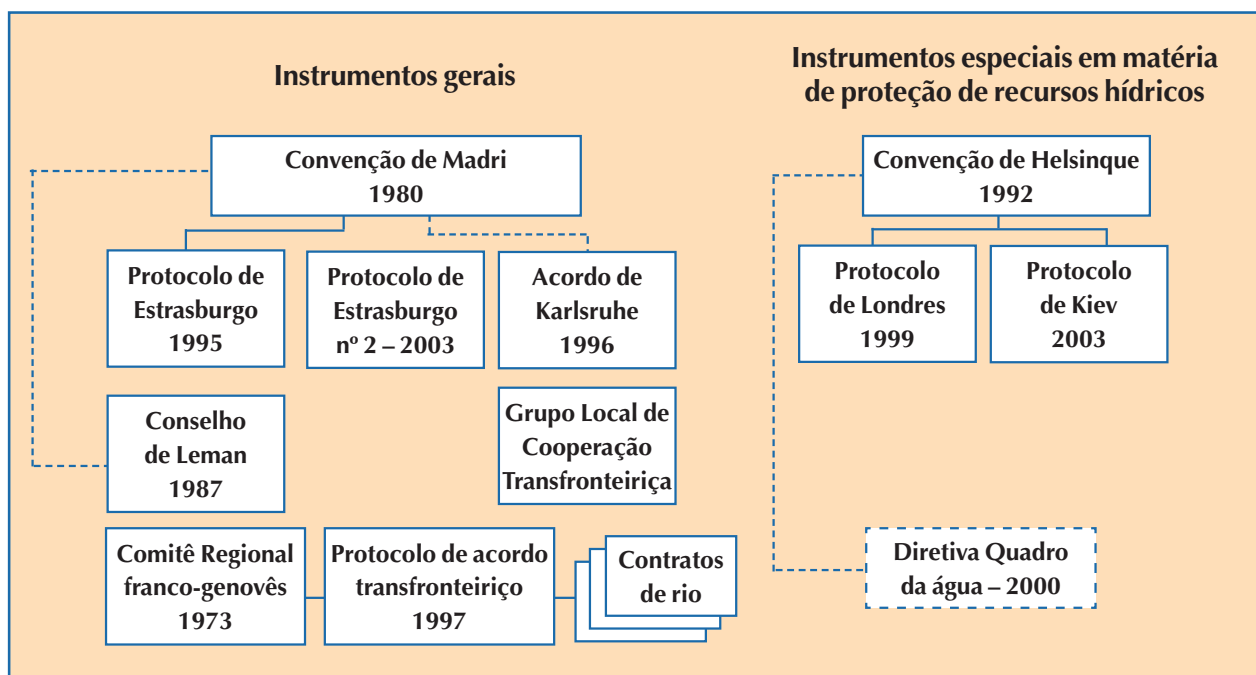 Instrumentos gerais
Convenção de Madri
1980
Protocolo de
Estrasburgo
1995
Protocolo de
Estrasburgo
nº 2 – 2003
Acordo de
Karlsruhe
1996
Conselho
de Leman
1987
Grupo Local de
Cooperação
Transfronteiriça
Comitê Regional
franco-genovês
1973
Protocolo de acordo
transfronteiriço
1997
Contratos
de rio
Instrumentos especiais em matéria
de proteção de recursos hídricos
Convenção de Helsinque
1992
Protocolo
de Londres
1999
Protocolo
de Kiev
2003
Diretiva Quadro
da água – 2000